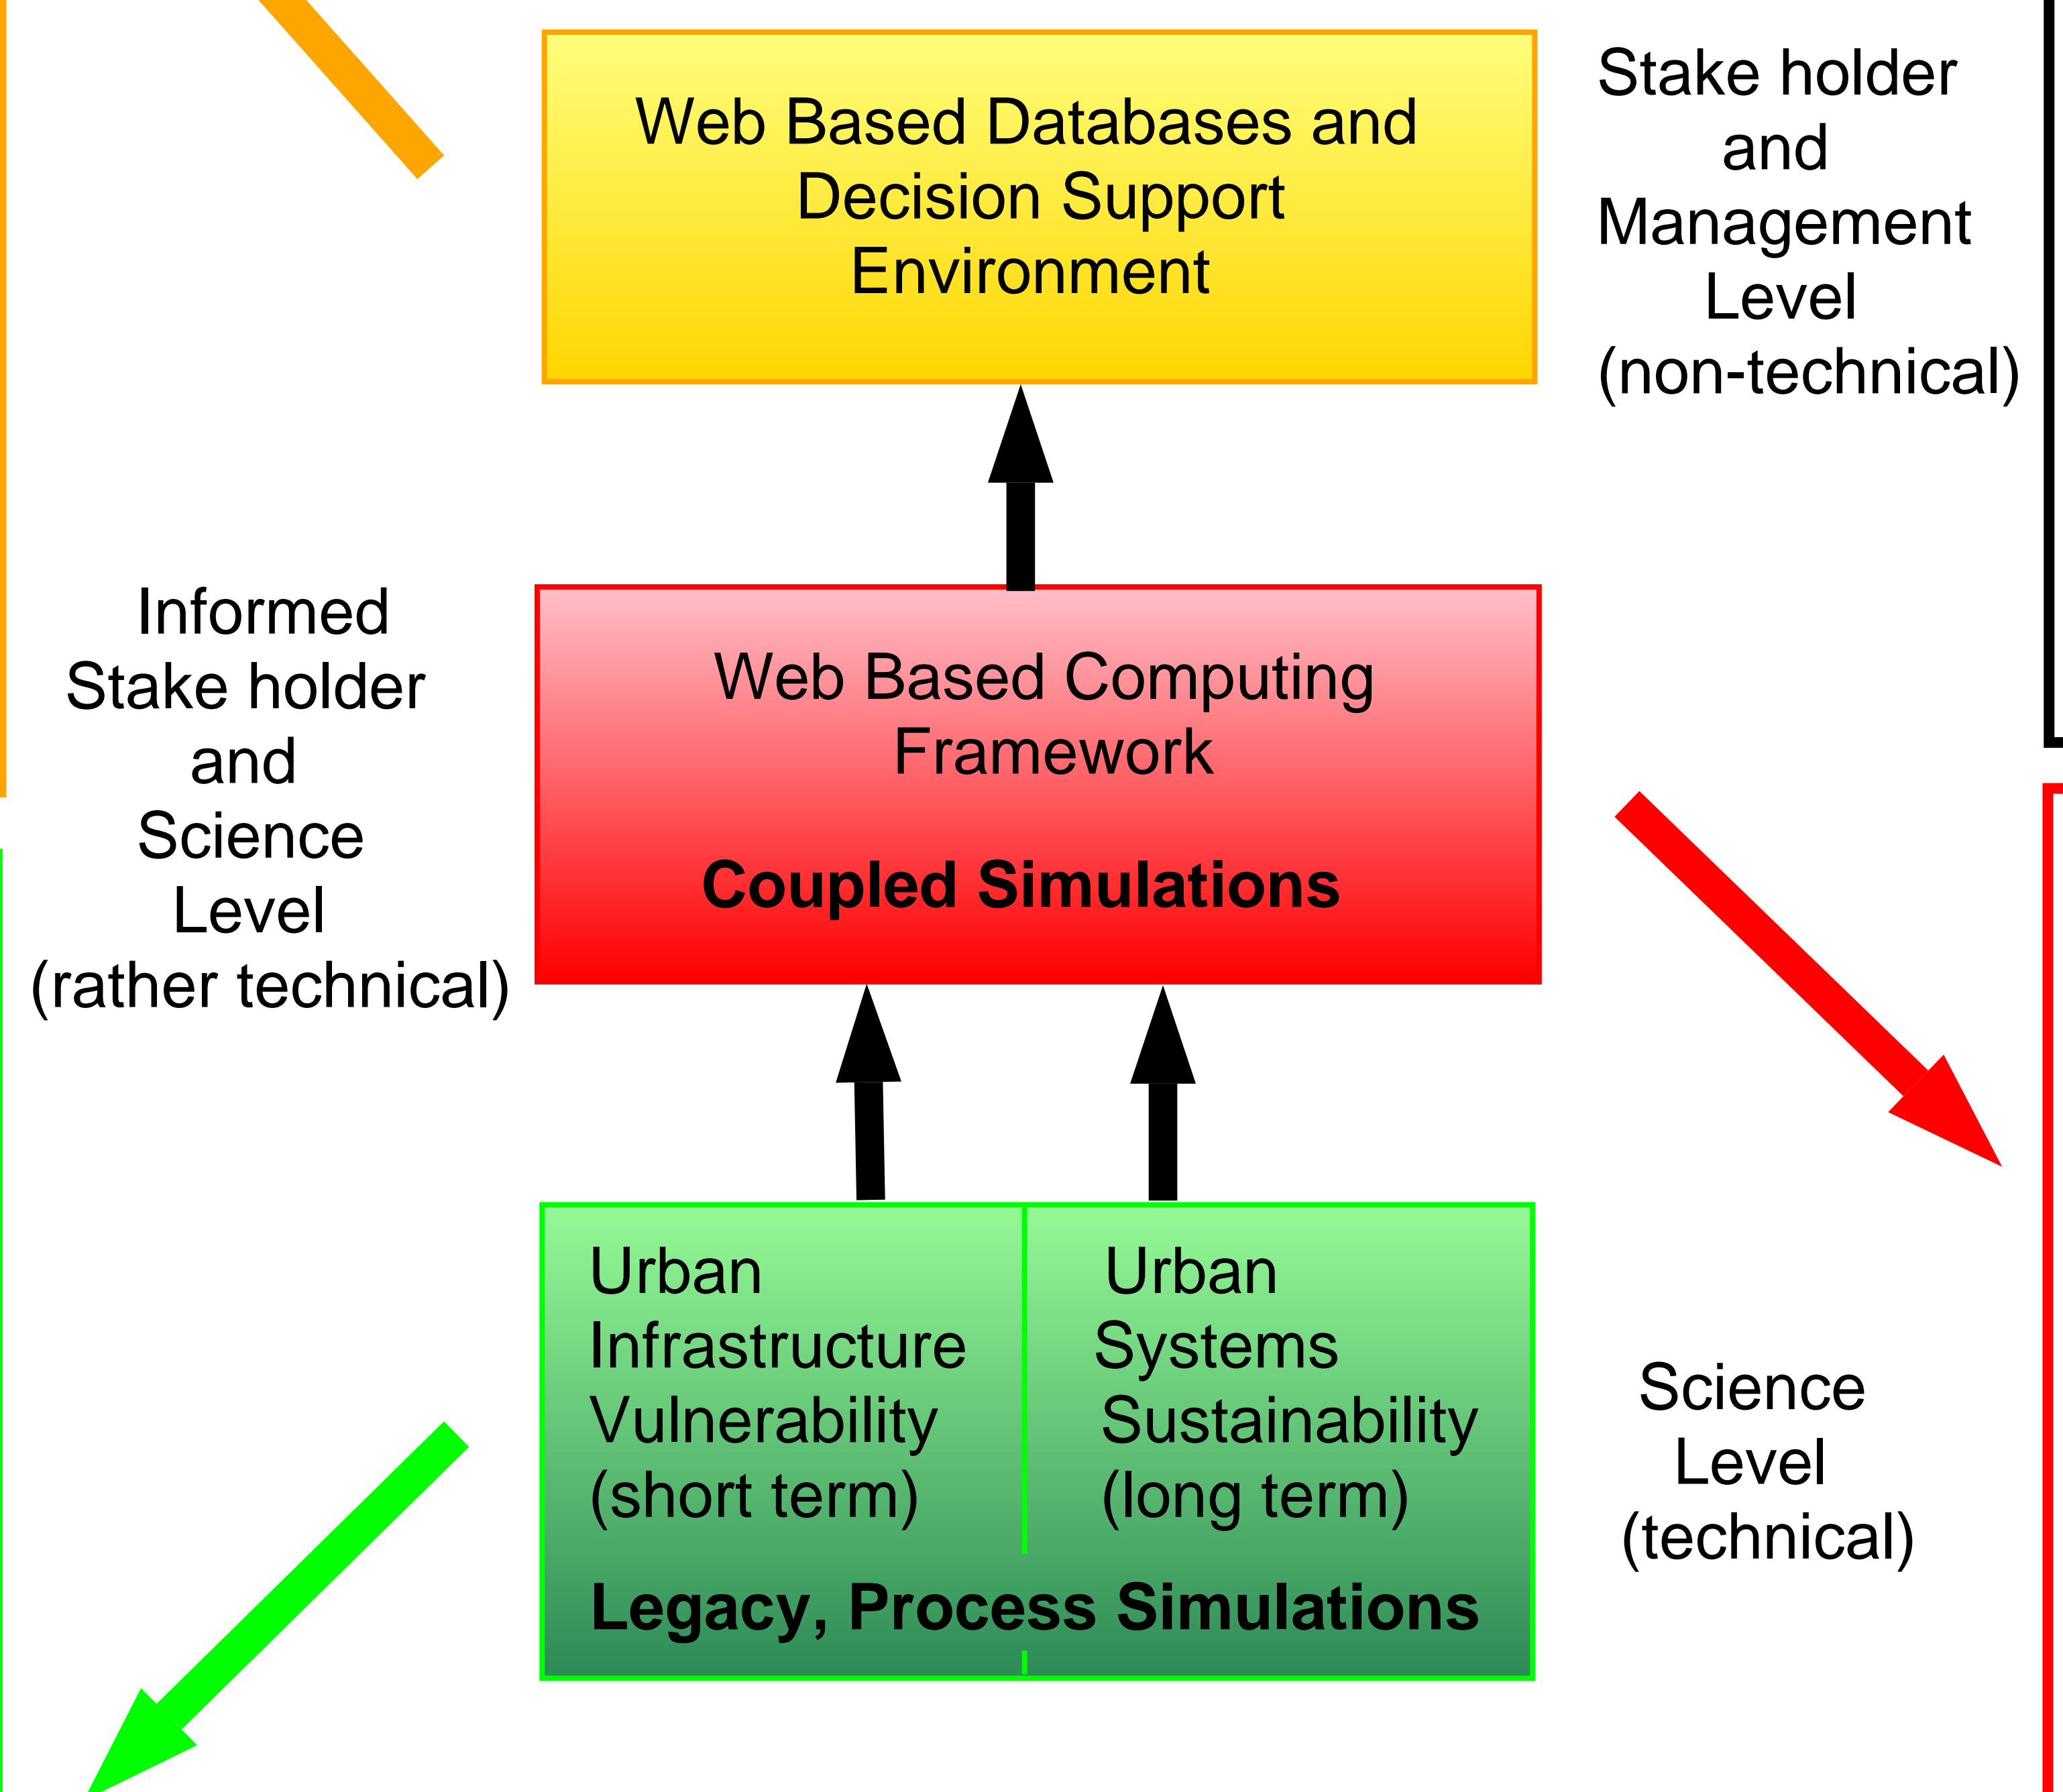 Web Based Databases and
Decision Support
Environment
Stake holder
and
Management
Level
(non-technical)
Informed
Stake holder
and
Science
Level
(rather technical)
Web Based Computing
Framework
Coupled Simulations
Urban
Infrastructure
Vulnerability
(short term)
Urban
Systems
Sustainability
(long term)
Legacy, Process Simulations
Science
Level
(technical)